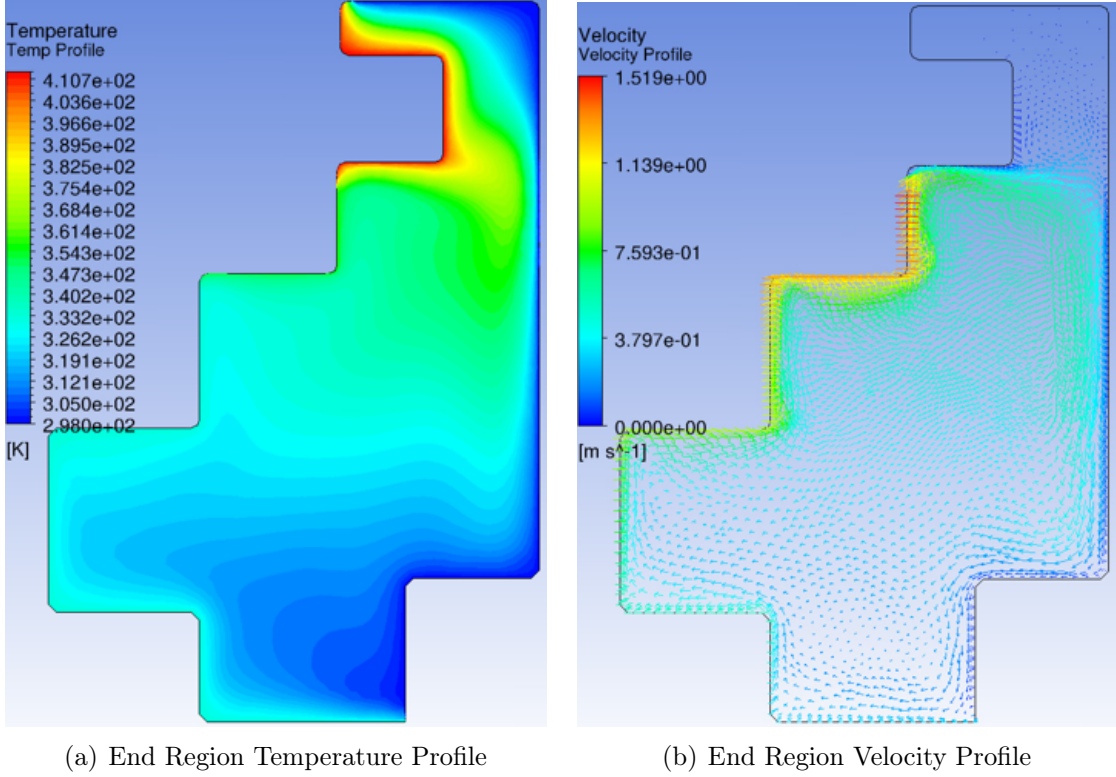 Temperature
Temp Profile
4.107e+02
4.036e+02
3.966e+02
3.895e+02
3.825e+02
3.754e+02
3.684e+02
3.614e+02
3.543e+02
3.473e+02
3.402e+02
3.332e+02
3.262e+02
3.191e+02
3.121e+02
3.050e+02
2.980e+02
[K]
Velocity
Velocity Profile
1.519e+00
1.139e+00
7.593e-01
3.797e-01
0.000e+00
[m s^-1]
(a) End Region Temperature Profile
(b) End Region Velocity Profile